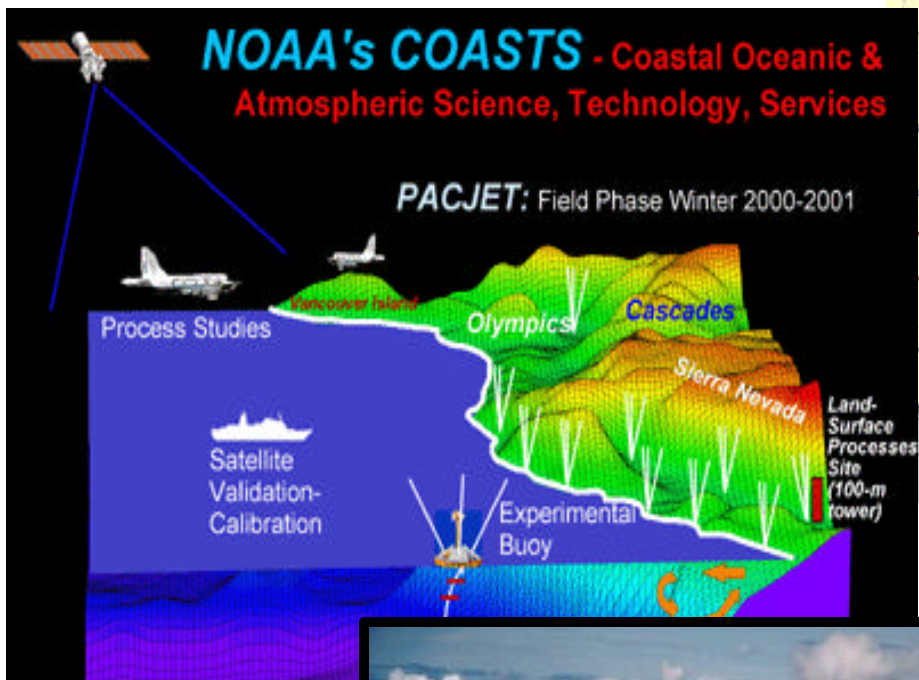 NOAA's COASTS - Coastal Oceanic &
Atmospheric Science, Technology, Services
PACJET: Field Phase Winter 2000-2001
Vancouver Island
Process Studies
Olympics
Cascades
Sierra Nevada
Land-
Surface
Processes
Site
(100-m
tower)
Satellite
Validation-
Calibration
Experimental
Buoy